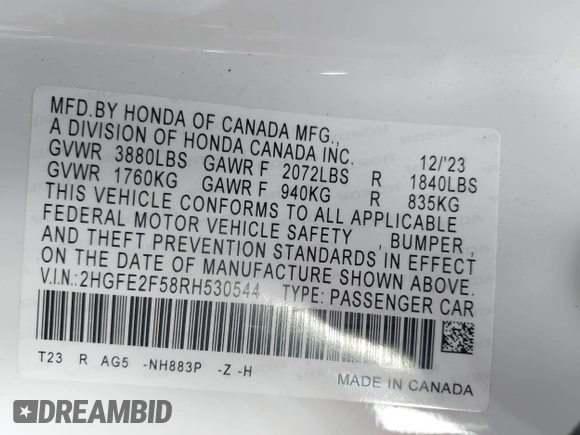 MFD.BY HONDA OF CANADA MFG.,
A DIVISION OF HONDA CANADA INC. 12/'23
GVWR 3880LBS GAWR F 2072LBS R 1840LBS
GVWR 1760KG GAWR F 940KG R 835KG
THIS VEHICLE CONFORMS TO ALL APPLICABLE
FEDERAL MOTOR VEHICLE SAFETY , BUMPER ,
AND THEFT PREVENTION STANDARDS IN EFFECT
ON THE DATE OF MANUFACTURE SHOWN ABOVE.
V.I.N.:2HGFE2F58RH530544 TYPE: PASSENGER CAR
T23 R AG5 -NH883P -Z -H
MADE IN CANADA
DREAMBID